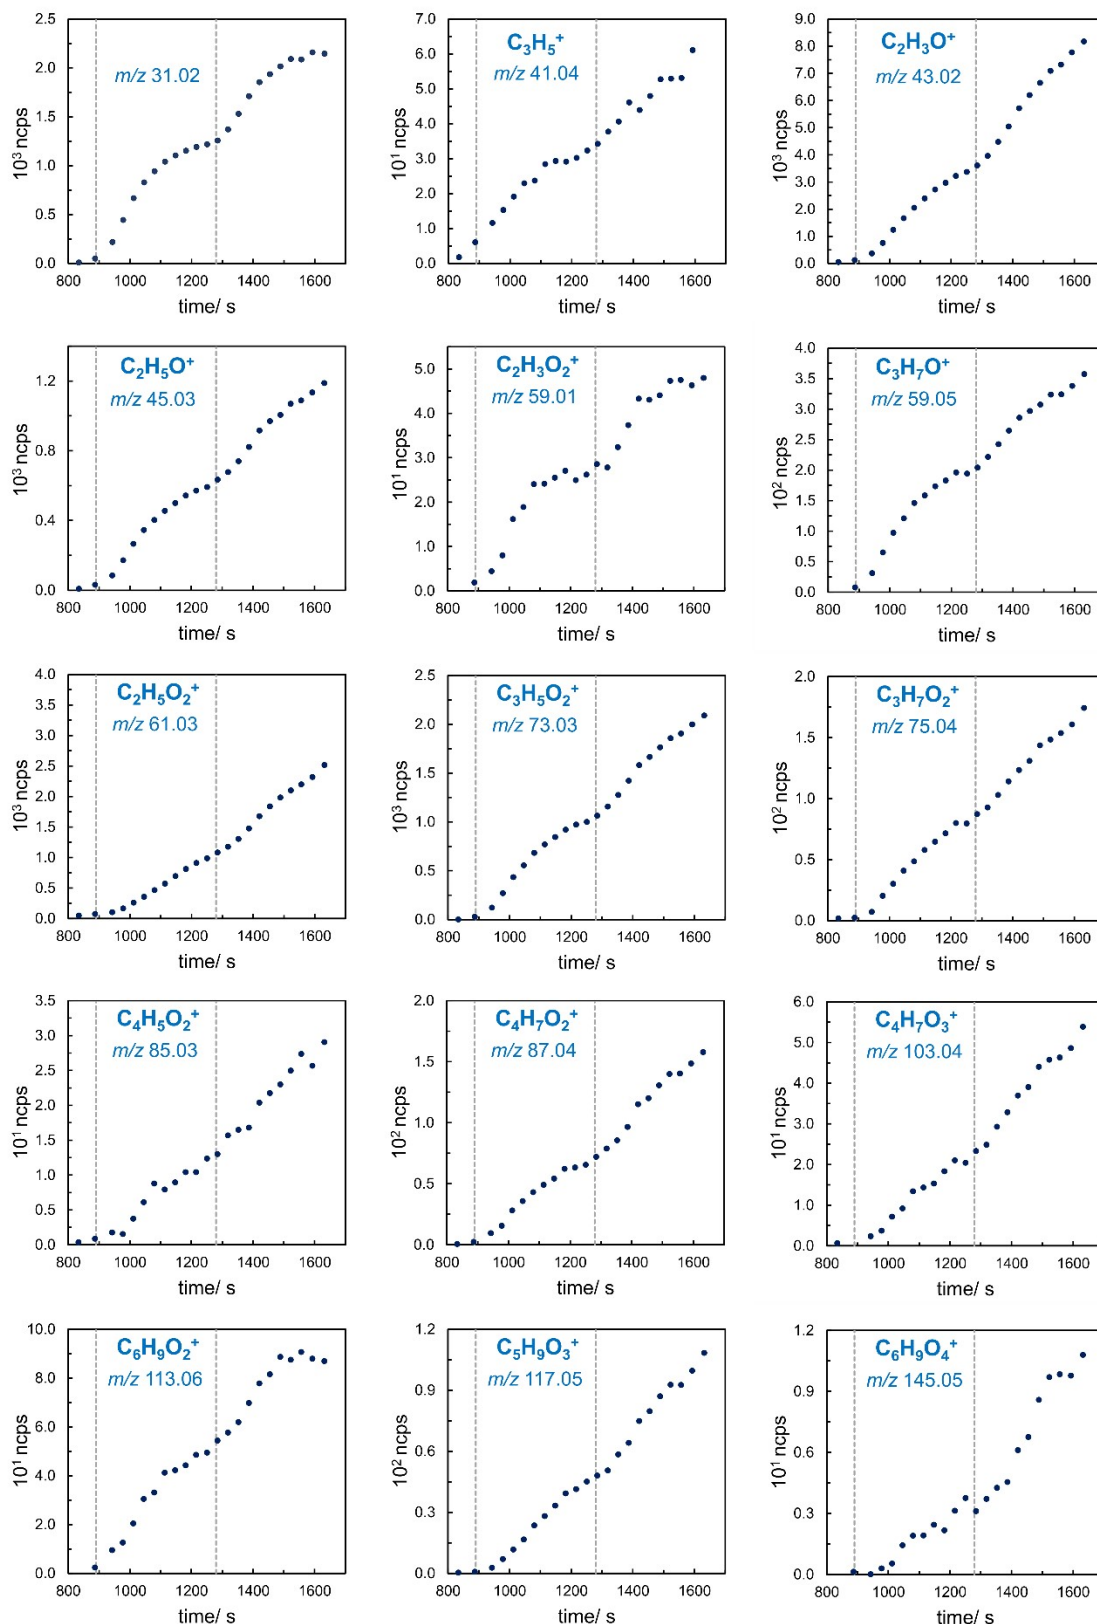 2.5
2.0
1.5
1.0
0.5
0.0
10³ ncps
m/z 31.02
800 1000 1200 1400 1600
time/ s
7.0
6.0
5.0
4.0
3.0
2.0
1.0
0.0
10¹ ncps
C₃H₅⁺
m/z 41.04
800 1000 1200 1400 1600
time/ s
9.0
8.0
7.0
6.0
5.0
4.0
3.0
2.0
1.0
0.0
10³ ncps
C₂H₃O⁺
m/z 43.02
800 1000 1200 1400 1600
time/ s
1.2
0.8
0.4
0.0
10³ ncps
C₂H₅O⁺
m/z 45.03
800 1000 1200 1400 1600
time/ s
5.0
4.0
3.0
2.0
1.0
0.0
10¹ ncps
C₂H₃O₂⁺
m/z 59.01
800 1000 1200 1400 1600
time/ s
4.0
3.5
3.0
2.5
2.0
1.5
1.0
0.5
0.0
10² ncps
C₃H₇O⁺
m/z 59.05
800 1000 1200 1400 1600
time/ s
4.0
3.5
3.0
2.5
2.0
1.5
1.0
0.5
0.0
10³ ncps
C₂H₅O₂⁺
m/z 61.03
800 1000 1200 1400 1600
time/ s
2.5
2.0
1.5
1.0
0.5
0.0
10³ ncps
C₃H₅O₂⁺
m/z 73.03
800 1000 1200 1400 1600
time/ s
2.0
1.5
1.0
0.5
0.0
10² ncps
C₃H₇O₂⁺
m/z 75.04
800 1000 1200 1400 1600
time/ s
3.5
3.0
2.5
2.0
1.5
1.0
0.5
0.0
10¹ ncps
C₄H₅O₂⁺
m/z 85.03
800 1000 1200 1400 1600
time/ s
2.0
1.5
1.0
0.5
0.0
10² ncps
C₄H₇O₂⁺
m/z 87.04
800 1000 1200 1400 1600
time/ s
6.0
5.0
4.0
3.0
2.0
1.0
0.0
10¹ ncps
C₄H₇O₃⁺
m/z 103.04
800 1000 1200 1400 1600
time/ s
10.0
8.0
6.0
4.0
2.0
0.0
10¹ ncps
C₆H₉O₂⁺
m/z 113.06
800 1000 1200 1400 1600
time/ s
1.2
0.9
0.6
0.3
0.0
10² ncps
C₅H₉O₃⁺
m/z 117.05
800 1000 1200 1400 1600
time/ s
1.2
0.9
0.6
0.3
0.0
10¹ ncps
C₆H₉O₄⁺
m/z 145.05
800 1000 1200 1400 1600
time/ s